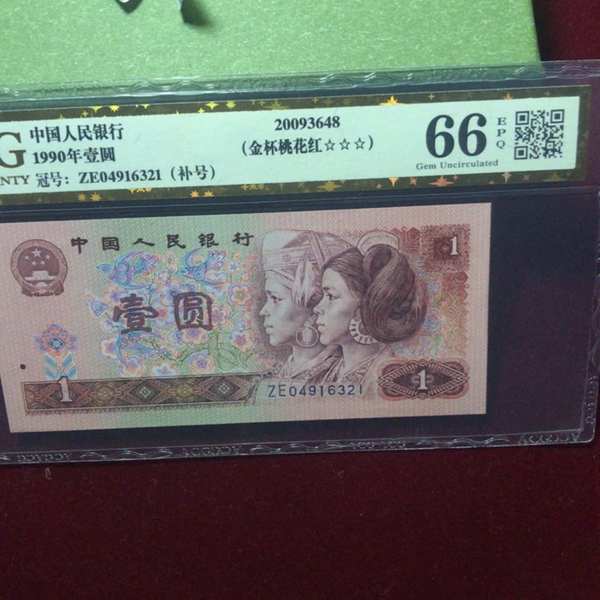 G
NTY
中国人民银行
1990年壹圆
冠号: ZE04916321 (补号)
20093648
(金杯桃花红☆☆☆)
66
EPQ
Gem Uncirculated
中国人民银行
1
壹圆
1
ZE04916321
1